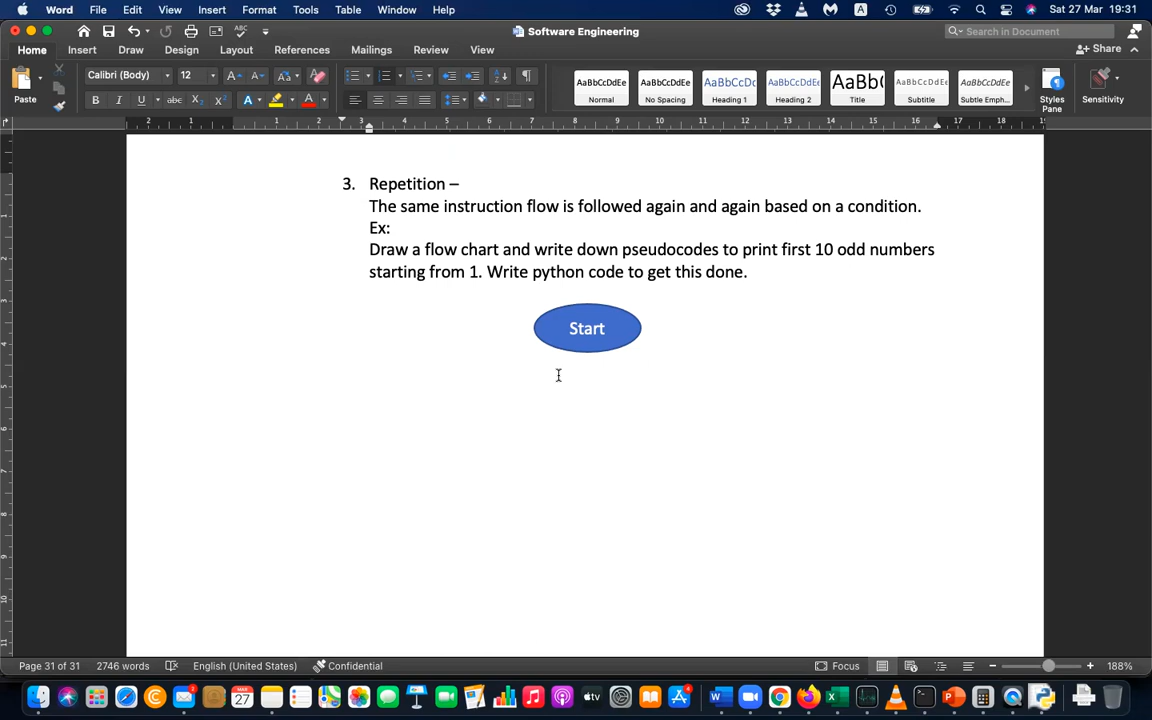 Word File Edit View Insert Format Tools Table Window Help Sat 27 Mar 19:31
Software Engineering
Search in Document
Home Insert Draw Design Layout References Mailings Review View Share
Paste
Calibri (Body) 12
AaBbCcDdEe AaBbCcDdEe AaBbCcDc AaBbCcDdEe AaBb( AaBbCcDdEe AaBbCcDdEe
Normal No Spacing Heading 1 Heading 2 Title Subtitle Subtle Emph...
Styles Pane
Sensitivity
3. Repetition –
The same instruction flow is followed again and again based on a condition.
Ex:
Draw a flow chart and write down pseudocodes to print first 10 odd numbers
starting from 1. Write python code to get this done.
Start
Page 31 of 31 2746 words English (United States) Confidential Focus 188%